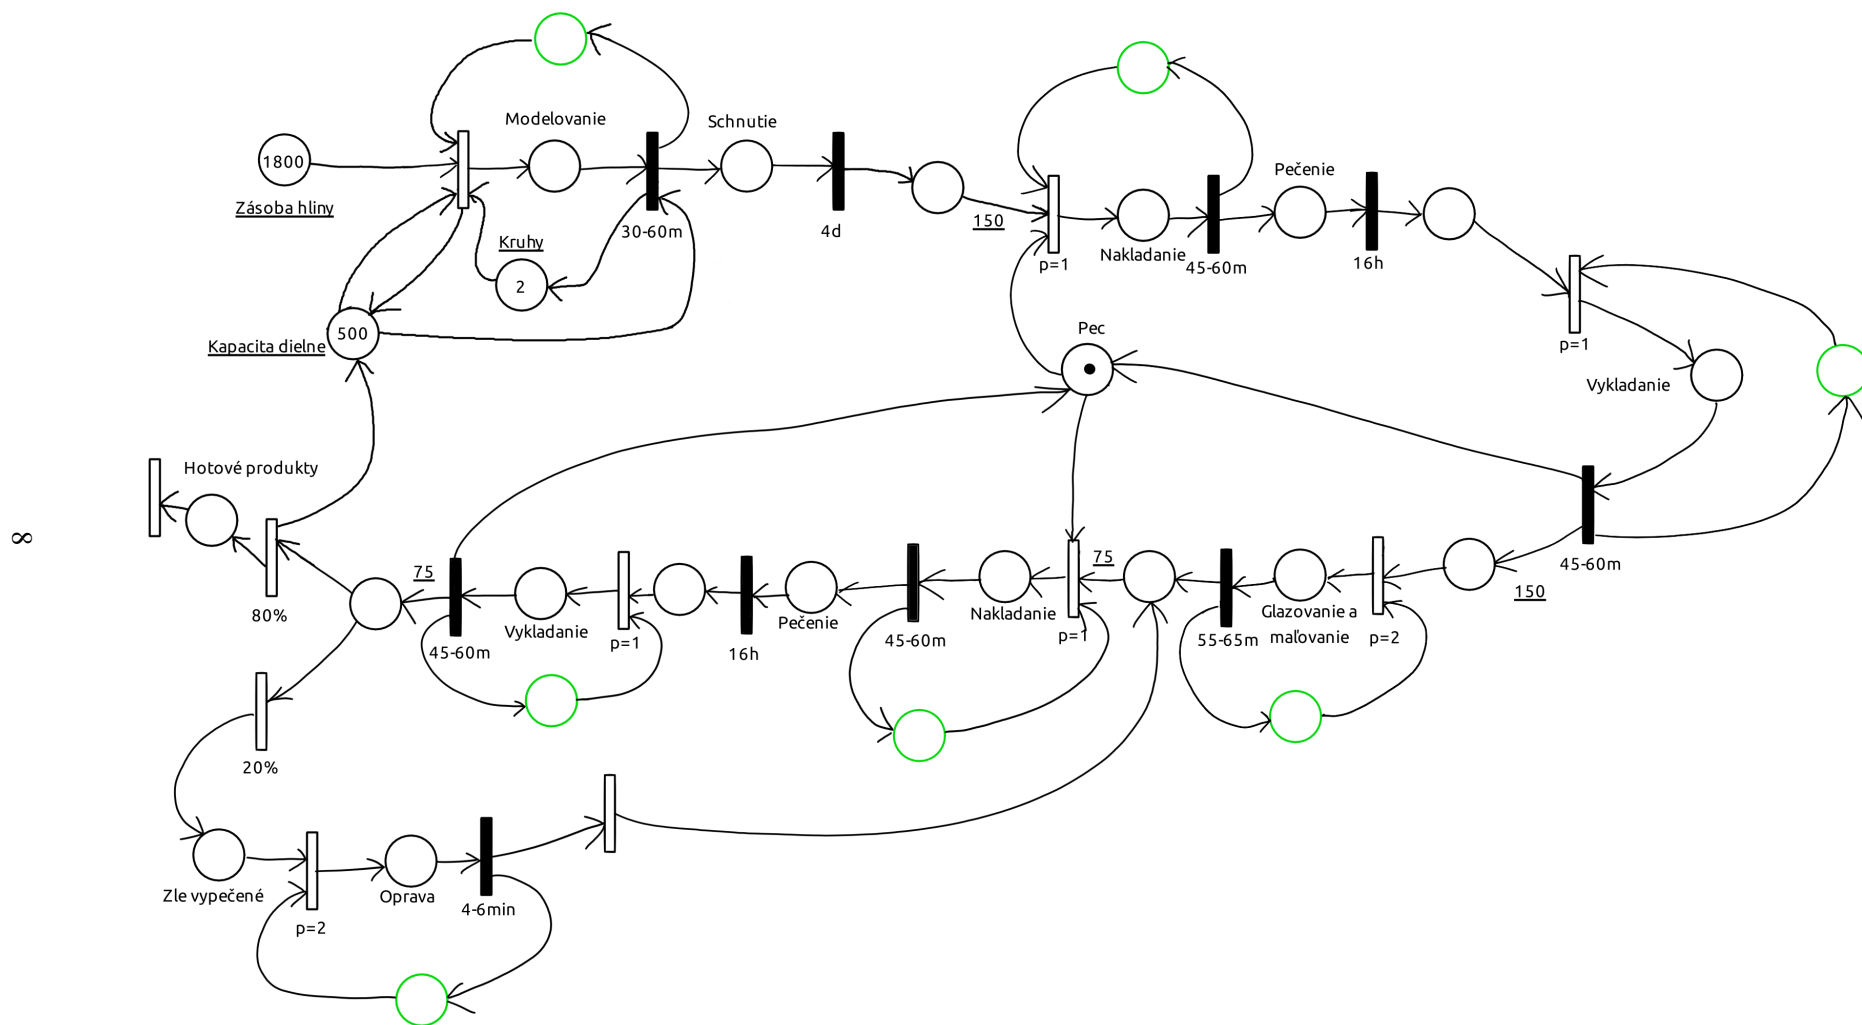 Modelovanie
Schnutie
1800
Zásoba hliny
Kruhy
30-60m
4d
2
150
Pečenie
Nakladanie
45-60m
16h
p=1
500
Kapacita dielne
Pec
p=1
Vykladanie
Hotové produkty
80%
75
Vykladanie
45-60m
p=1
16h
Pečenie
45-60m
Nakladanie
p=1
75
55-65m
Glazovanie a
maľovanie
p=2
150
45-60m
20%
Zle vypečené
p=2
Oprava
4-6min
8